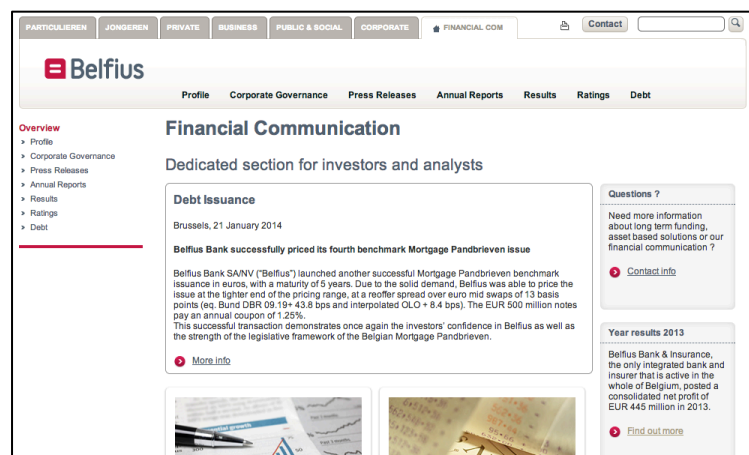 PARTICULIEREN JONGEREN PRIVATE BUSINESS PUBLIC & SOCIAL CORPORATE FINANCIAL COM Contact
Belfius
Profile Corporate Governance Press Releases Annual Reports Results Ratings Debt
Overview
Profile
Corporate Governance
Press Releases
Annual Reports
Results
Ratings
Debt
Financial Communication
Dedicated section for investors and analysts
Debt Issuance
Brussels, 21 January 2014
Belfius Bank successfully priced its fourth benchmark Mortgage Pandbrieven issue
Belfius Bank SA/NV ("Belfius") launched another successful Mortgage Pandbrieven benchmark
issuance in euros, with a maturity of 5 years. Due to the solid demand, Belfius was able to price the
issue at the tighter end of the pricing range, at a reoffer spread over euro mid swaps of 13 basis
points (eq. Bund DBR 09.19+ 43.8 bps and interpolated OLO + 8.4 bps). The EUR 500 million notes
pay an annual coupon of 1.25%.
This successful transaction demonstrates once again the investors' confidence in Belfius as well as
the strength of the legislative framework of the Belgian Mortgage Pandbrieven.
More info
Questions ?
Need more information
about long term funding,
asset based solutions or our
financial communication ?
Contact info
Year results 2013
Belfius Bank & Insurance,
the only integrated bank and
insurer that is active in the
whole of Belgium, posted a
consolidated net profit of
EUR 445 million in 2013.
Find out more